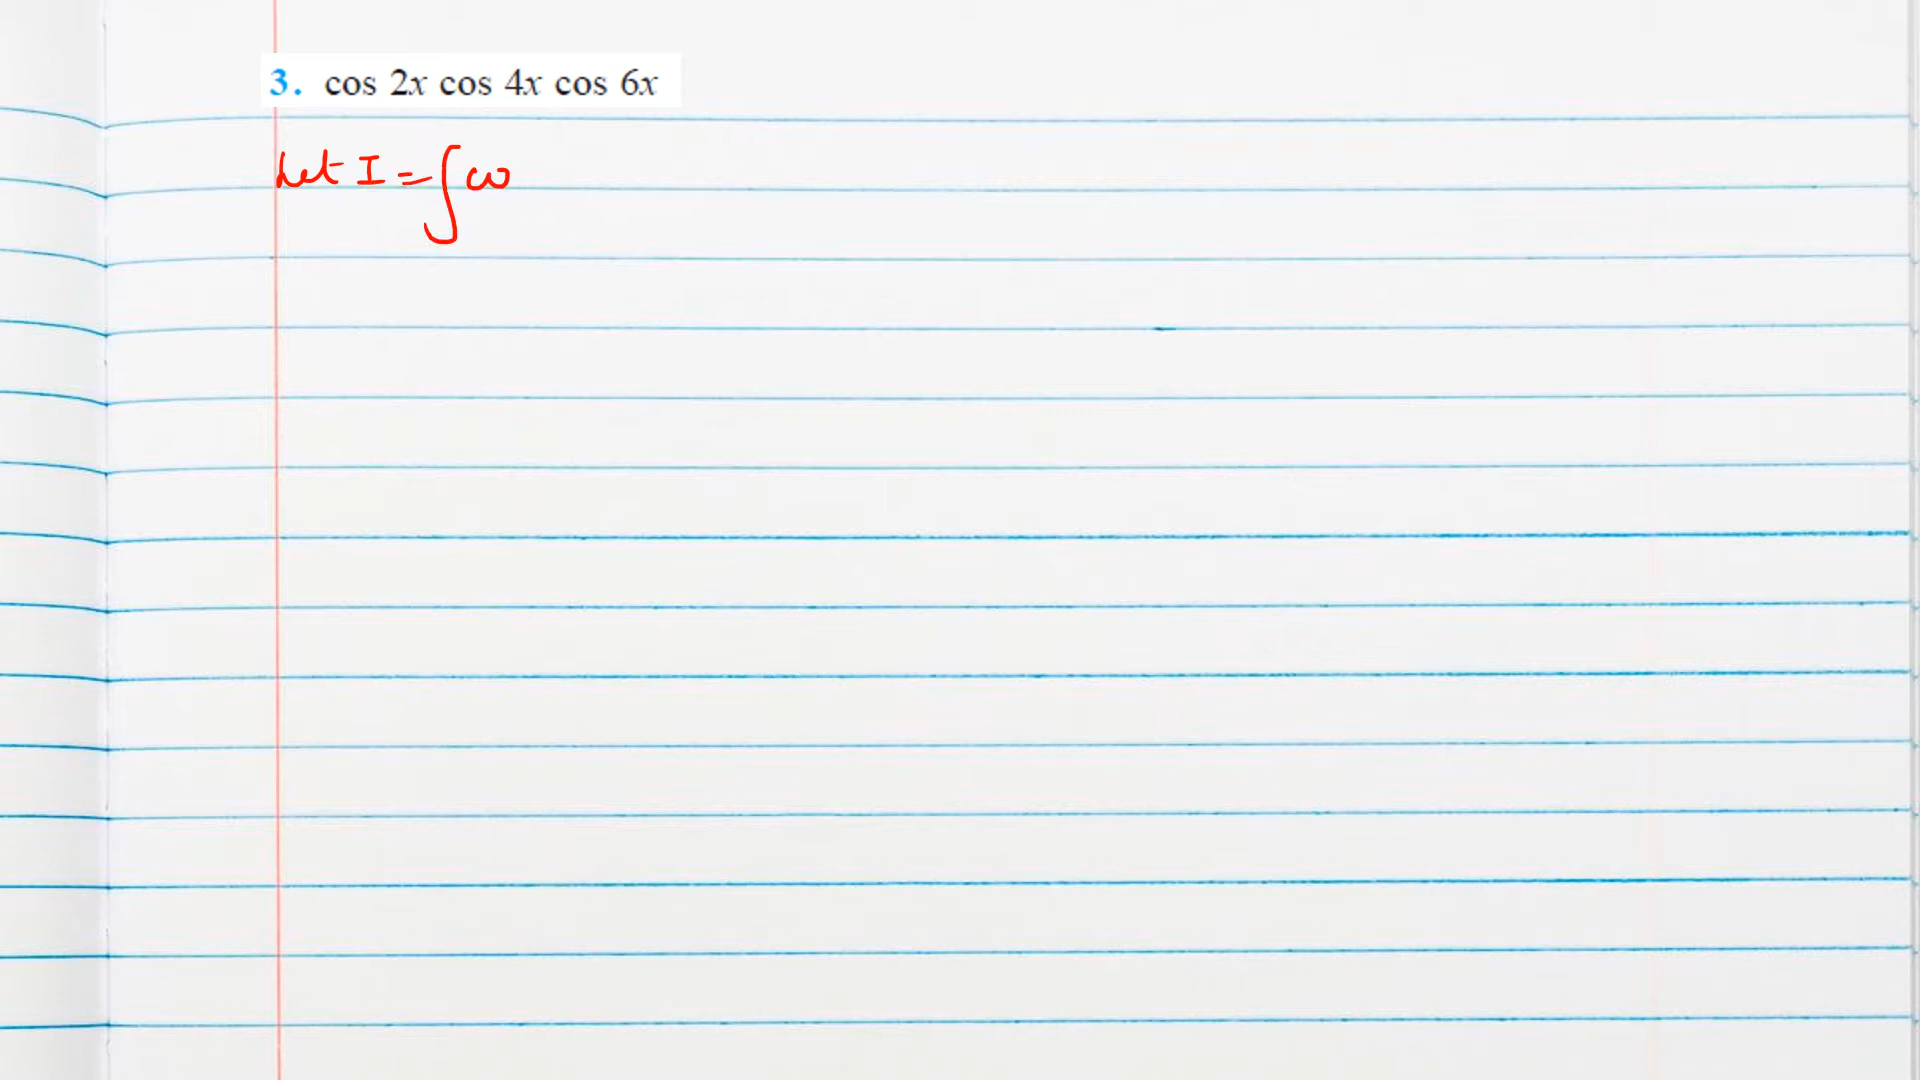 3. cos 2x cos 4x cos 6x
Let I = ∫ co